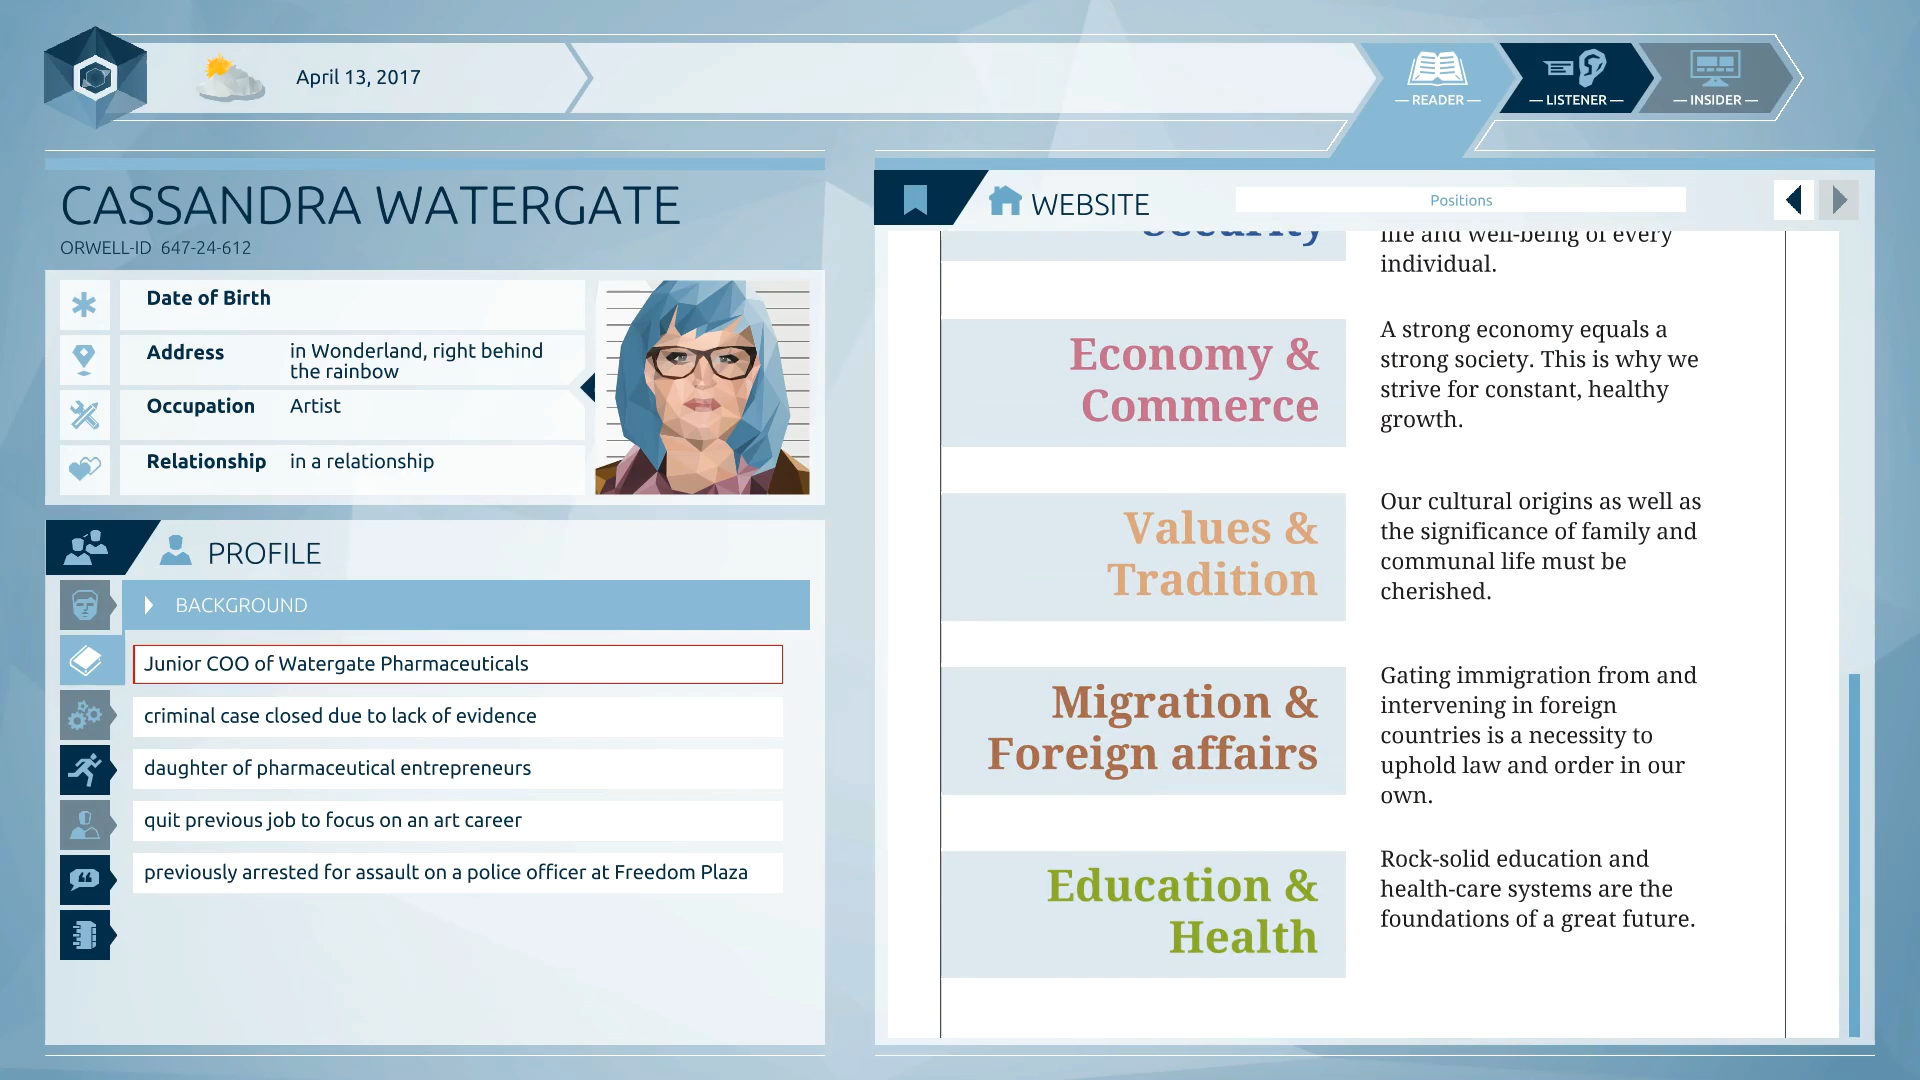 April 13, 2017
— READER —
— LISTENER —
— INSIDER —
CASSANDRA WATERGATE
ORWELL-ID 647-24-612
Date of Birth
Address in Wonderland, right behind
the rainbow
Occupation Artist
Relationship in a relationship
PROFILE
BACKGROUND
Junior COO of Watergate Pharmaceuticals
criminal case closed due to lack of evidence
daughter of pharmaceutical entrepreneurs
quit previous job to focus on an art career
previously arrested for assault on a police officer at Freedom Plaza
WEBSITE
Positions
Security
life and well-being of every
individual.
Economy &
Commerce
A strong economy equals a
strong society. This is why we
strive for constant, healthy
growth.
Values &
Tradition
Our cultural origins as well as
the significance of family and
communal life must be
cherished.
Migration &
Foreign affairs
Gating immigration from and
intervening in foreign
countries is a necessity to
uphold law and order in our
own.
Education &
Health
Rock-solid education and
health-care systems are the
foundations of a great future.